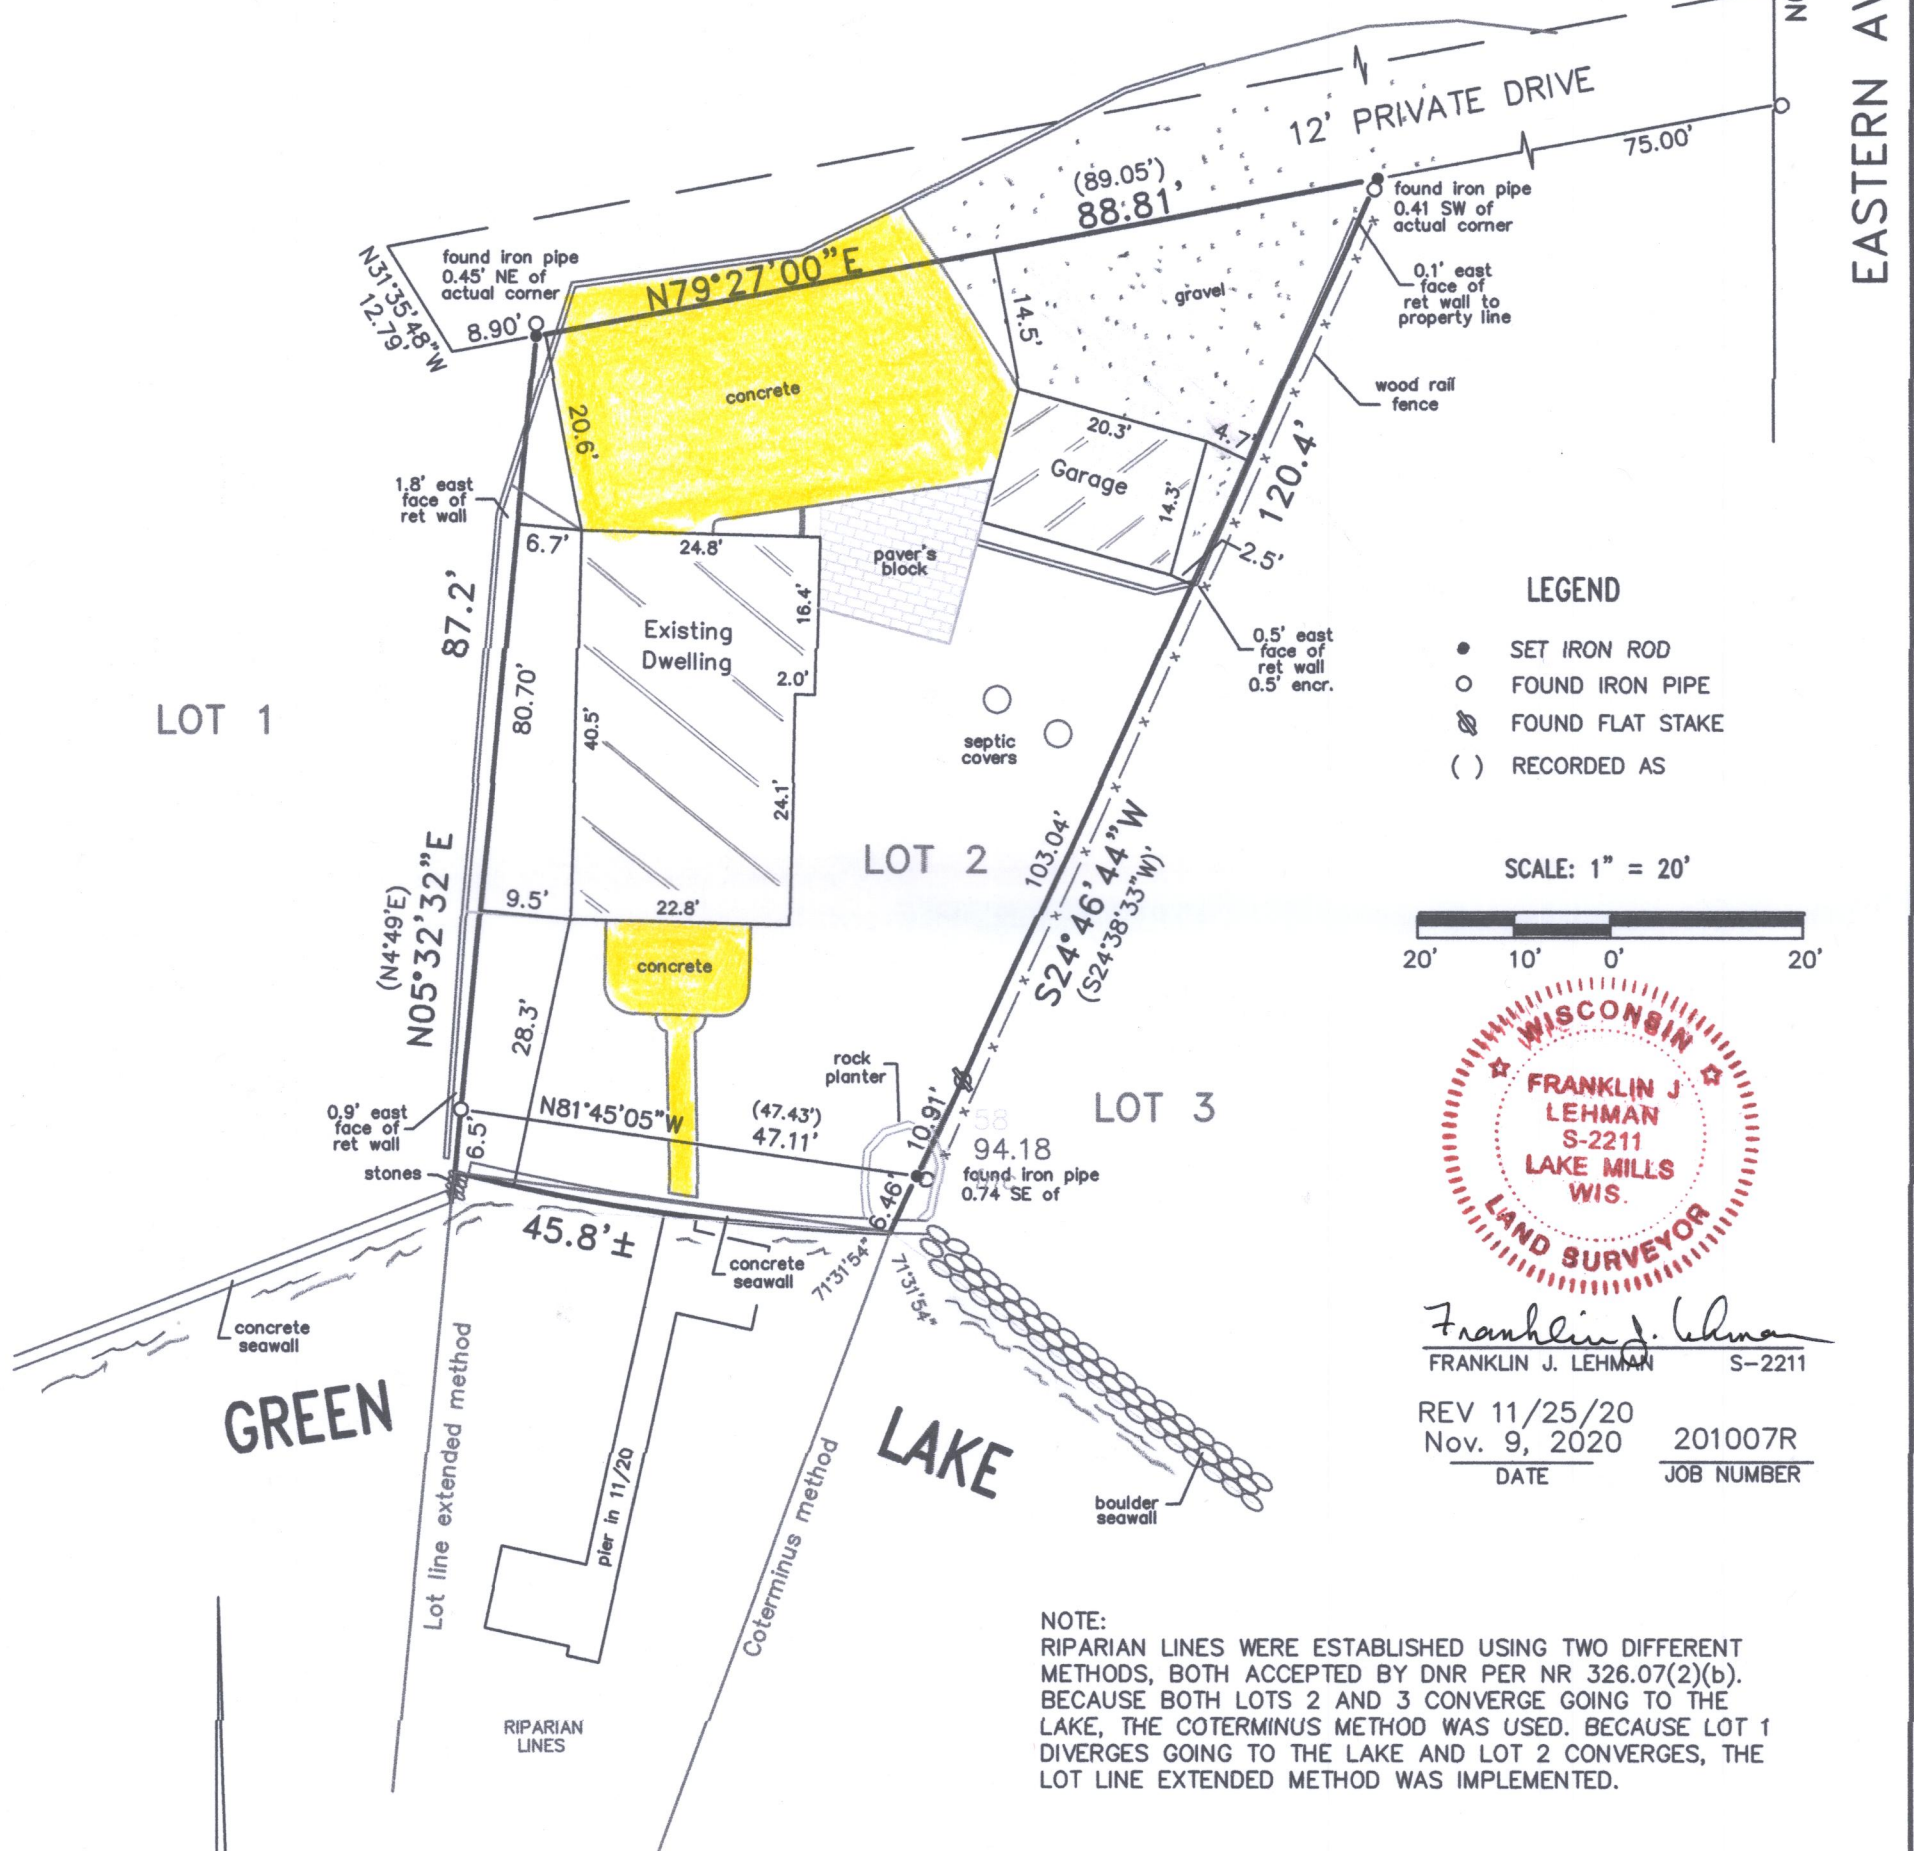 EASTERN AV
12' PRIVATE DRIVE
75.00'
(89.05')
88.81'
found iron pipe
0.41 SW of
actual corner
N31°35'48"W
12.79'
found iron pipe
0.45' NE of
actual corner
8.90'
N79°27'00"E
gravel
14.5'
0.1' east
face of
ret wall to
property line
wood rail
fence
concrete
20.6'
20.3'
4.7'
Garage
14.3'
120.4'
1.8' east
face of
ret wall
6.7'
24.8'
paver's
block
2.5'
87.2'
16.4'
Existing
Dwelling
2.0'
0.5' east
face of
ret wall
0.5' encr.
LEGEND
SET IRON ROD
FOUND IRON PIPE
FOUND FLAT STAKE
( ) RECORDED AS
LOT 1
80.70'
40.5'
24.1'
septic
covers
LOT 2
103.04'
S24°46'44"W
(S24°38'33"W)'
SCALE: 1" = 20'
20' 10' 0' 20'
(N4°49'E)
N05°32'32"E
9.5'
22.8'
concrete
28.3'
rock
planter
10.91'
LOT 3
58
94.18
found iron pipe
0.74 SE of
0.9' east
face of
ret wall
N81°45'05"W
(47.43')
47.11'
6.5'
stones
6.46'
45.8'±
concrete
seawall
71°31'54"
71°31'54"
concrete
seawall
WISCONSIN
FRANKLIN J
LEHMAN
S-2211
LAKE MILLS
WIS.
LAND SURVEYOR
Franklin J. Lehman
FRANKLIN J. LEHMAN S-2211
REV 11/25/20
Nov. 9, 2020 201007R
DATE JOB NUMBER
GREEN LAKE
Lot line extended method
pier in 11/20
Coterminus method
boulder
seawall
RIPARIAN
LINES
NOTE:
RIPARIAN LINES WERE ESTABLISHED USING TWO DIFFERENT
METHODS, BOTH ACCEPTED BY DNR PER NR 326.07(2)(b).
BECAUSE BOTH LOTS 2 AND 3 CONVERGE GOING TO THE
LAKE, THE COTERMINUS METHOD WAS USED. BECAUSE LOT 1
DIVERGES GOING TO THE LAKE AND LOT 2 CONVERGES, THE
LOT LINE EXTENDED METHOD WAS IMPLEMENTED.